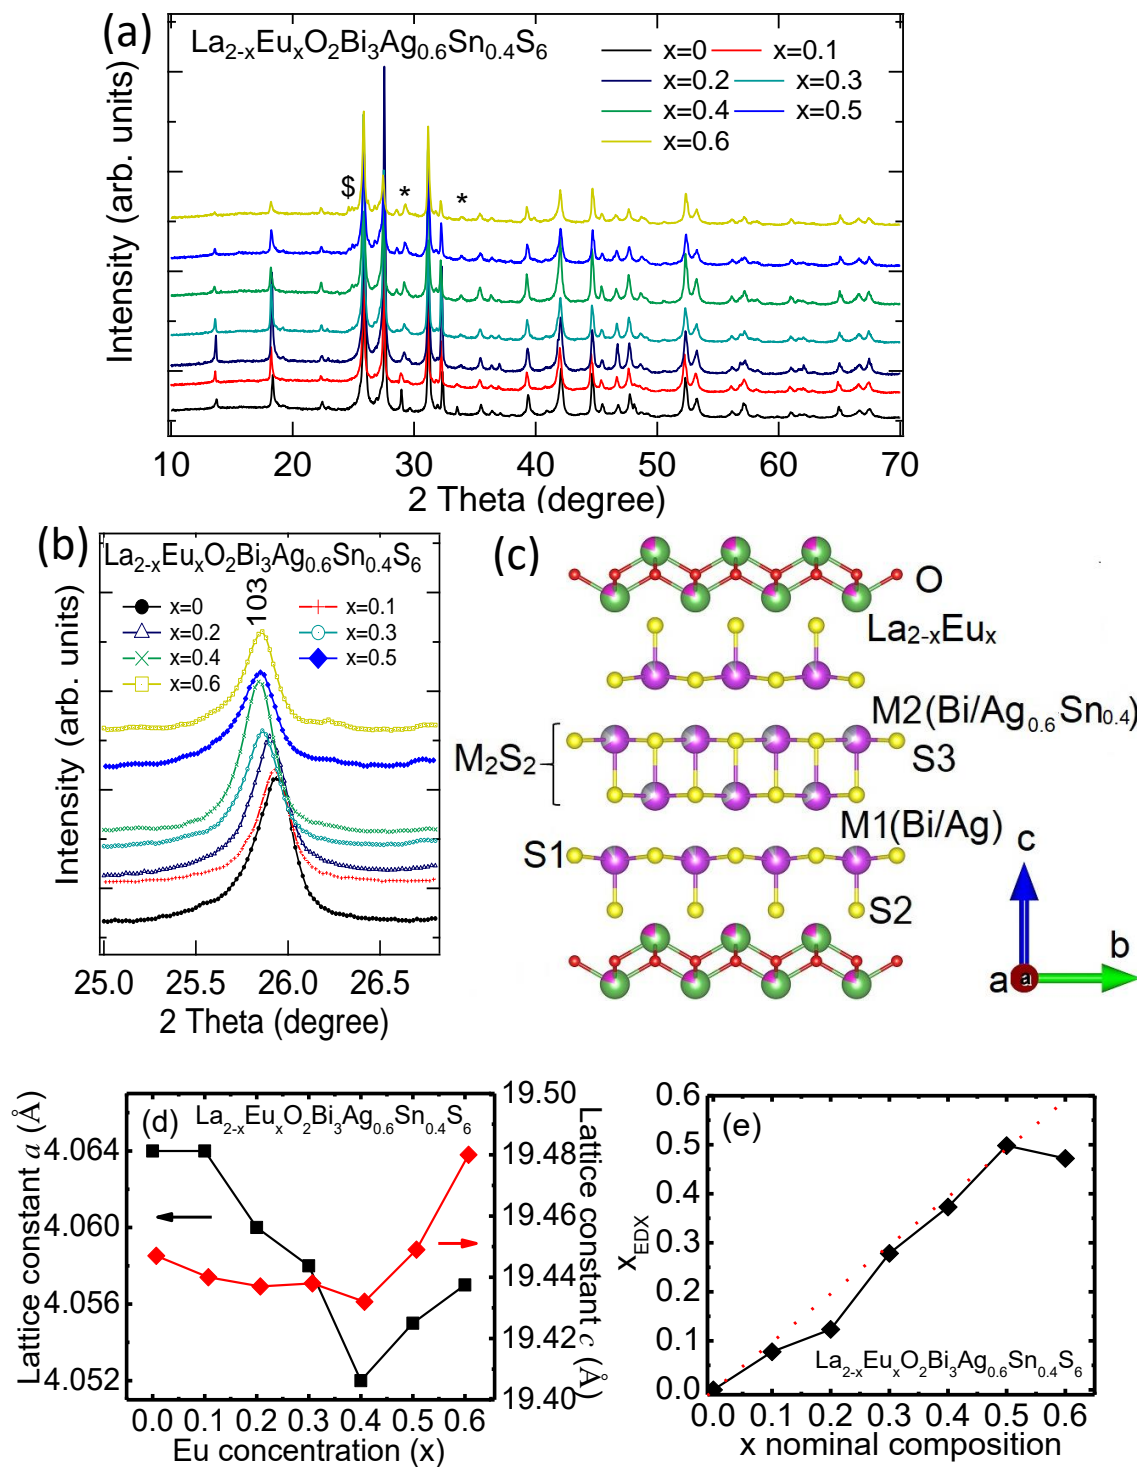 (a)
La2-xEuxO2Bi3Ag0.6Sn0.4S6
x=0
x=0.1
x=0.2
x=0.3
x=0.4
x=0.5
x=0.6
$
*
*
Intensity (arb. units)
10 20 30 40 50 60 70
2 Theta (degree)
(b)
La2-xEuxO2Bi3Ag0.6Sn0.4S6
103
x=0
x=0.1
x=0.2
x=0.3
x=0.4
x=0.5
x=0.6
Intensity (arb. units)
25.0 25.5 26.0 26.5
2 Theta (degree)
(c)
O
La2-xEux
M2(Bi/Ag0.6Sn0.4)
M2S2
S3
M1(Bi/Ag)
S1
S2
c
b
a
a
(d)
La2-xEuxO2Bi3Ag0.6Sn0.4S6
Lattice constant a (Å)
4.064
4.060
4.056
4.052
19.50
19.48
19.46
19.44
19.42
19.40
Lattice constant c (Å)
0.0 0.1 0.2 0.3 0.4 0.5 0.6
Eu concentration (x)
(e)
xEDX
0.6
0.5
0.4
0.3
0.2
0.1
0.0
La2-xEuxO2Bi3Ag0.6Sn0.4S6
0.0 0.1 0.2 0.3 0.4 0.5 0.6
x nominal composition